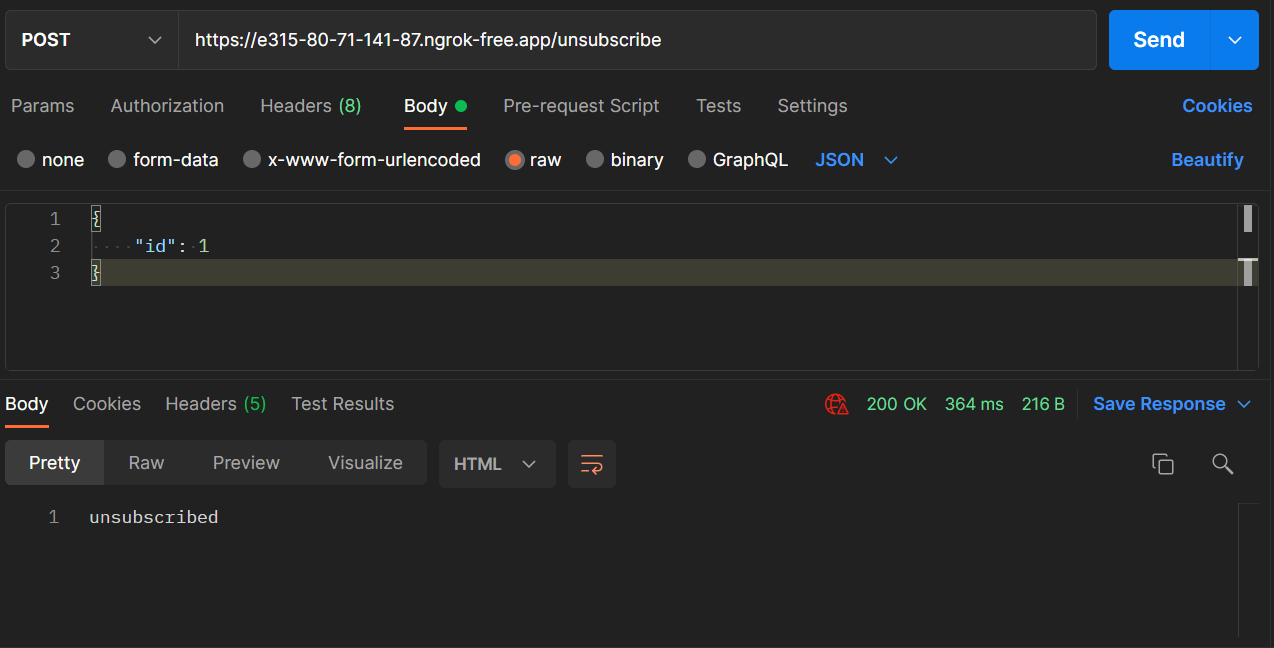 POST https://e315-80-71-141-87.ngrok-free.app/unsubscribe Send
Params Authorization Headers (8) Body Pre-request Script Tests Settings Cookies
none form-data x-www-form-urlencoded raw binary GraphQL JSON Beautify
1 {
2 "id": 1
3 }
Body Cookies Headers (5) Test Results 200 OK 364 ms 216 B Save Response
Pretty Raw Preview Visualize HTML
1 unsubscribed